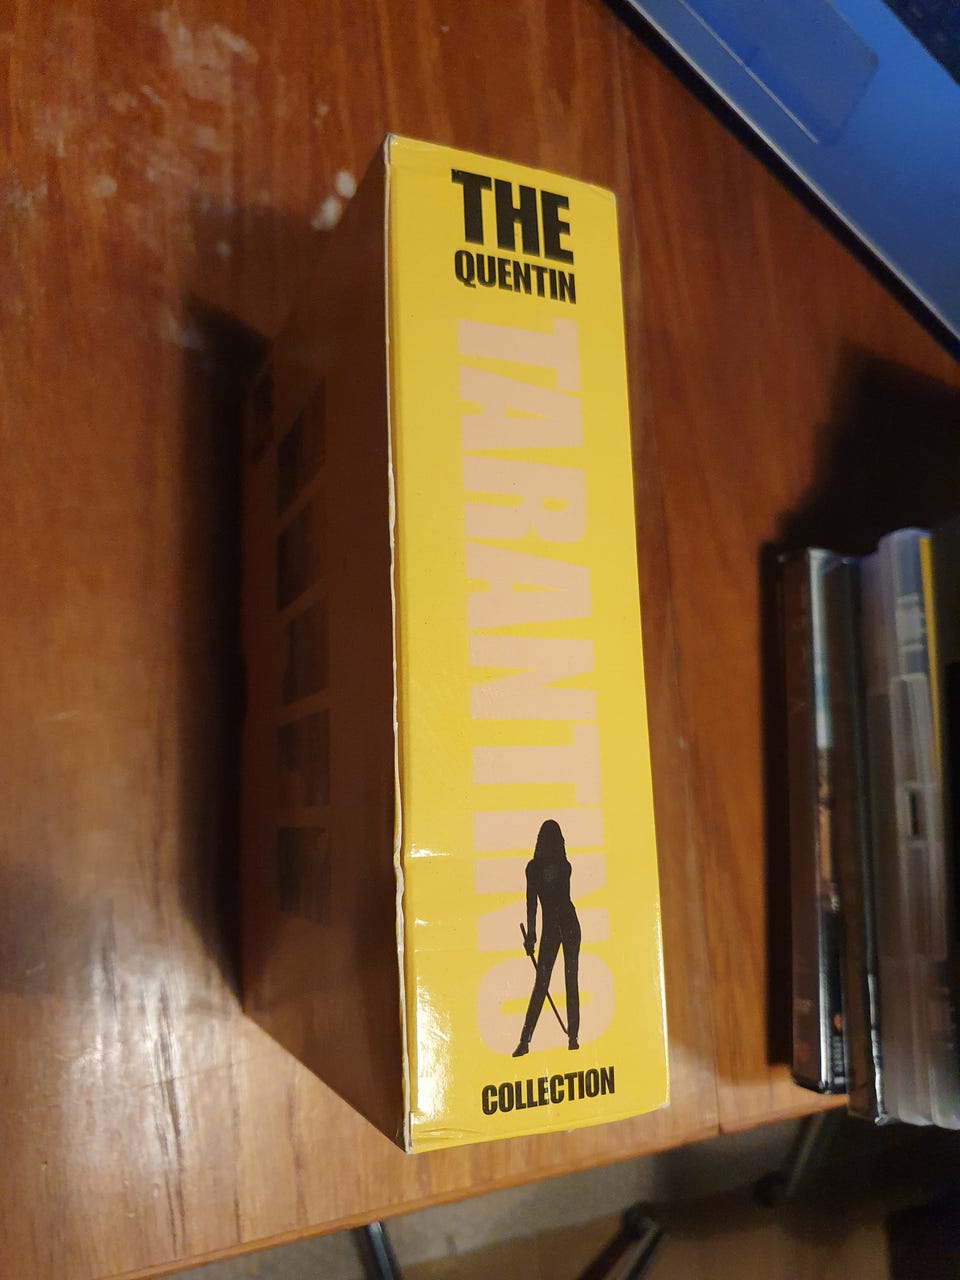 THE
QUENTIN
TARANTINO
COLLECTION